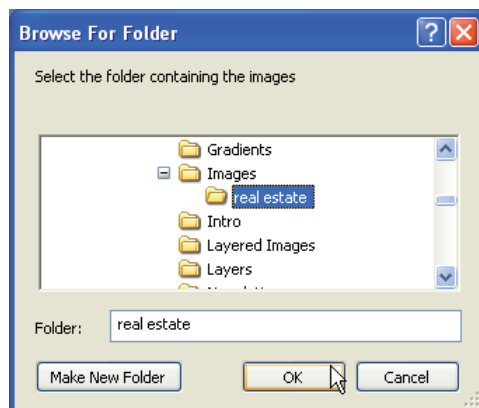 Browse For Folder
Select the folder containing the images
Gradients
Images
real estate
Intro
Layered Images
Layers
Folder: real estate
Make New Folder OK Cancel